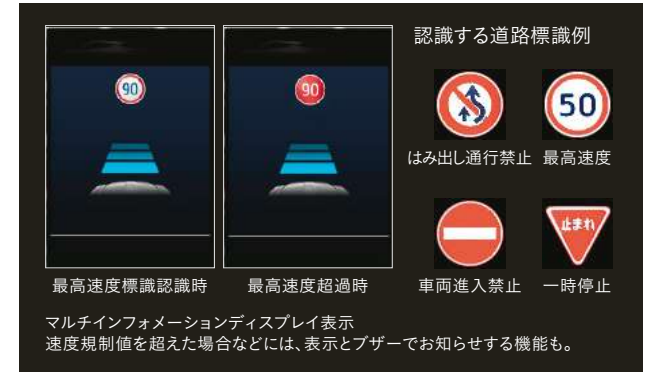 認識する道路標識例
90
90
50
はみ出し通行禁止
最高速度
止まれ
最高速度標識認識時
最高速度超過時
車両進入禁止
一時停止
マルチインフォメーションディスプレイ表示
速度規制値を超えた場合などには、表示とブザーでお知らせする機能も。